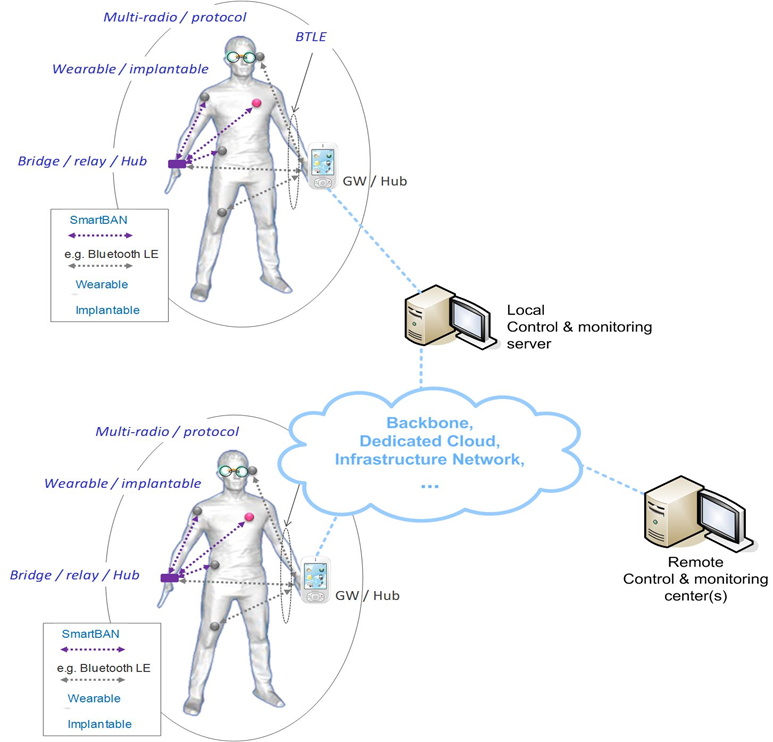 Multi-radio / protocol
BTLE
Wearable / implantable
Bridge / relay / Hub
GW / Hub
SmartBAN
e.g. Bluetooth LE
Wearable
Implantable
Local
Control & monitoring
server
Backbone,
Dedicated Cloud,
Infrastructure Network,
...
Multi-radio / protocol
Wearable / implantable
Bridge / relay / Hub
GW / Hub
SmartBAN
e.g. Bluetooth LE
Wearable
Implantable
Remote
Control & monitoring
center(s)